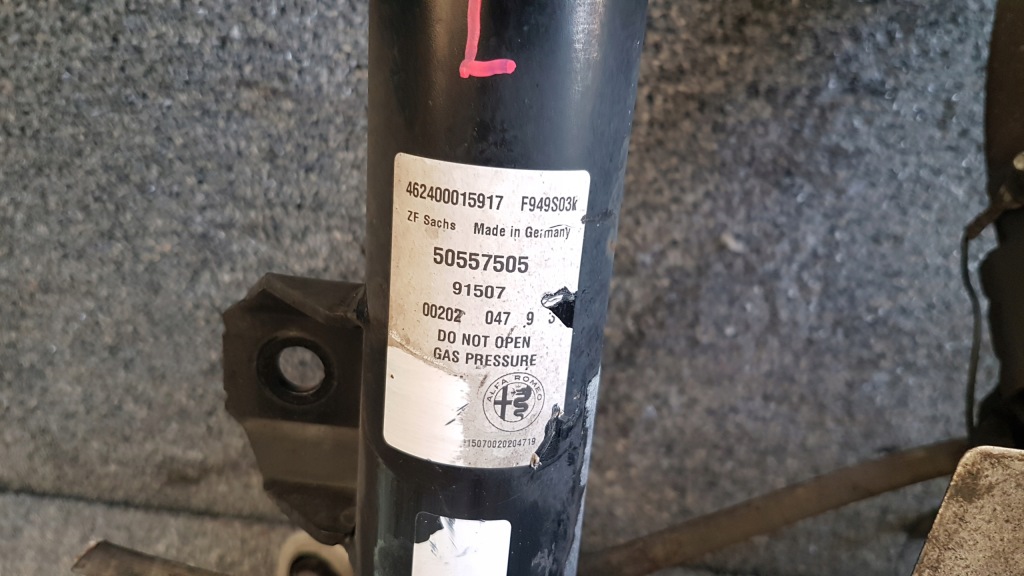 L
462400015917 F949S03k
ZF Sachs Made in Germany
50557505
91507
00202 047 9
DO NOT OPEN
GAS PRESSURE
ALFA ROMEO